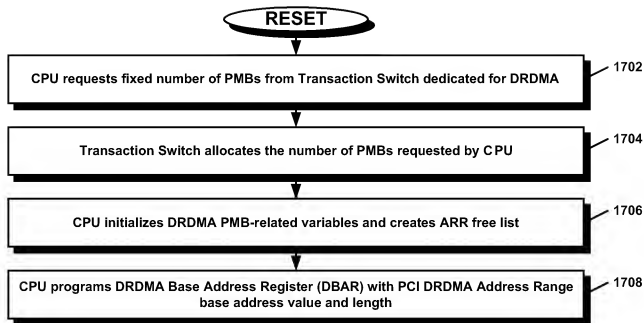 RESET
CPU requests fixed number of PMBs from Transaction Switch dedicated for DRDMA
1702
Transaction Switch allocates the number of PMBs requested by CPU
1704
CPU initializes DRDMA PMB-related variables and creates ARR free list
1706
CPU programs DRDMA Base Address Register (DBAR) with PCI DRDMA Address Range
base address value and length
1708